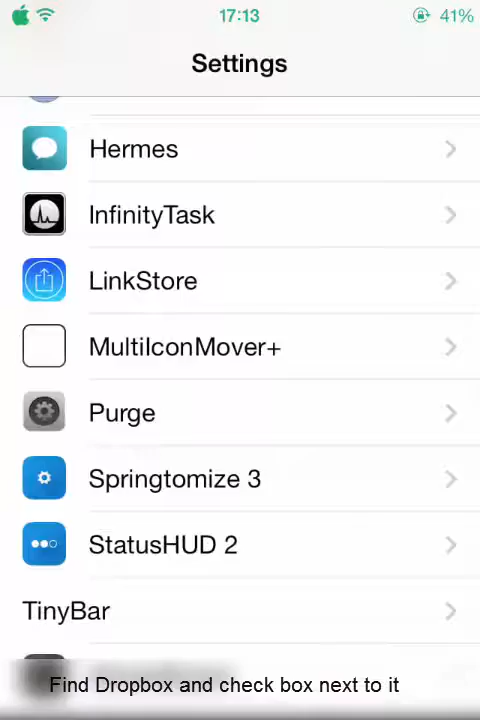 17:13
41%
Settings
Hermes
InfinityTask
LinkStore
MultiIconMover+
Purge
Springtomize 3
StatusHUD 2
TinyBar
Find Dropbox and check box next to it